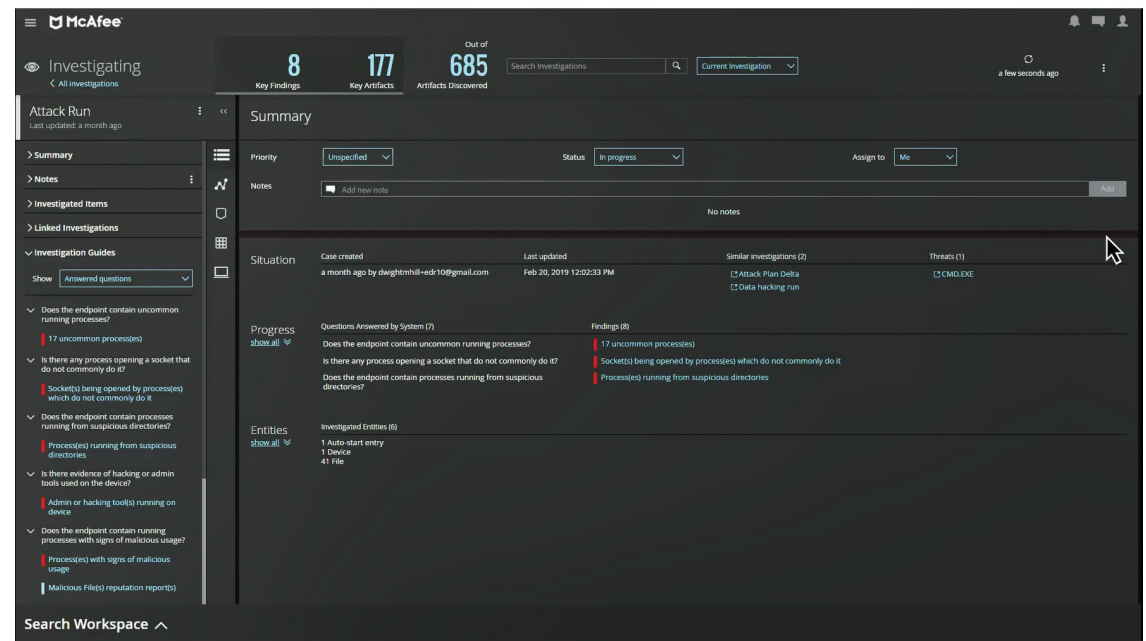 McAfee
Investigating
All investigations
8
Key Findings
177
Key Artifacts
Out of
685
Artifacts Discovered
Search Investigations
Current Investigation
a few seconds ago
Attack Run
Last updated: a month ago
Summary
Notes
Investigated Items
Linked Investigations
Investigation Guides
Show Answered questions
Does the endpoint contain uncommon
running processes?
17 uncommon process(es)
Is there any process opening a socket that
do not commonly do it?
Socket(s) being opened by process(es)
which do not commonly do it
Does the endpoint contain processes
running from suspicious directories?
Process(es) running from suspicious
directories
Is there evidence of hacking or admin
tools used on the device?
Admin or hacking tool(s) running on
device
Does the endpoint contain running
processes with signs of malicious usage?
Process(es) with signs of malicious
usage
Malicious File(s) reputation report(s)
Summary
Priority Unspecified Status In progress Assign to Me
Notes Add new note Add
No notes
Situation
Case created Last updated Similar investigations (2) Threats (1)
a month ago by dwightmhill+edr10@gmail.com Feb 20, 2019 12:02:33 PM Attack Plan Delta CMD.EXE
Data hacking run
Progress
show all
Questions Answered by System (7) Findings (8)
Does the endpoint contain uncommon running processes? 17 uncommon process(es)
Is there any process opening a socket that do not commonly do it? Socket(s) being opened by process(es) which do not commonly do it
Does the endpoint contain processes running from suspicious Process(es) running from suspicious directories
directories?
Entities
show all
Investigated Entities (6)
1 Auto-start entry
1 Device
41 File
Search Workspace